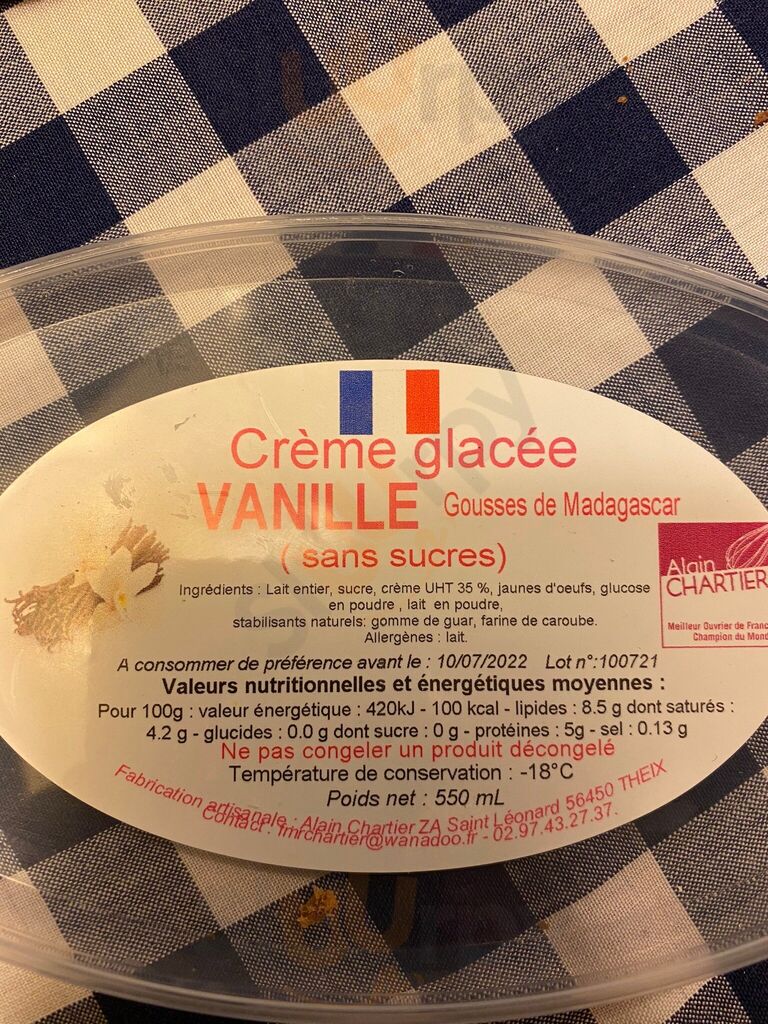 Crème glacée
VANILLE Gousses de Madagascar
( sans sucres)
Alain
CHARTIER
Meilleur Ouvrier de Franc
Champion du Mond
Ingrédients : Lait entier, sucre, crème UHT 35 %, jaunes d'oeufs, glucose
en poudre , lait en poudre,
stabilisants naturels: gomme de guar, farine de caroube.
Allergènes : lait.
A consommer de préférence avant le : 10/07/2022 Lot n°:100721
Valeurs nutritionnelles et énergétiques moyennes :
Pour 100g : valeur énergétique : 420kJ - 100 kcal - lipides : 8.5 g dont saturés :
4.2 g - glucides : 0.0 g dont sucre : 0 g - protéines : 5g - sel : 0.13 g
Ne pas congeler un produit décongelé
Température de conservation : -18°C
Poids net : 550 mL
Fabrication artisanale : Alain Chartier ZA Saint Léonard 56450 THEIX
Contact : fmrchartier@wanadoo.fr - 02.97.43.27.37.